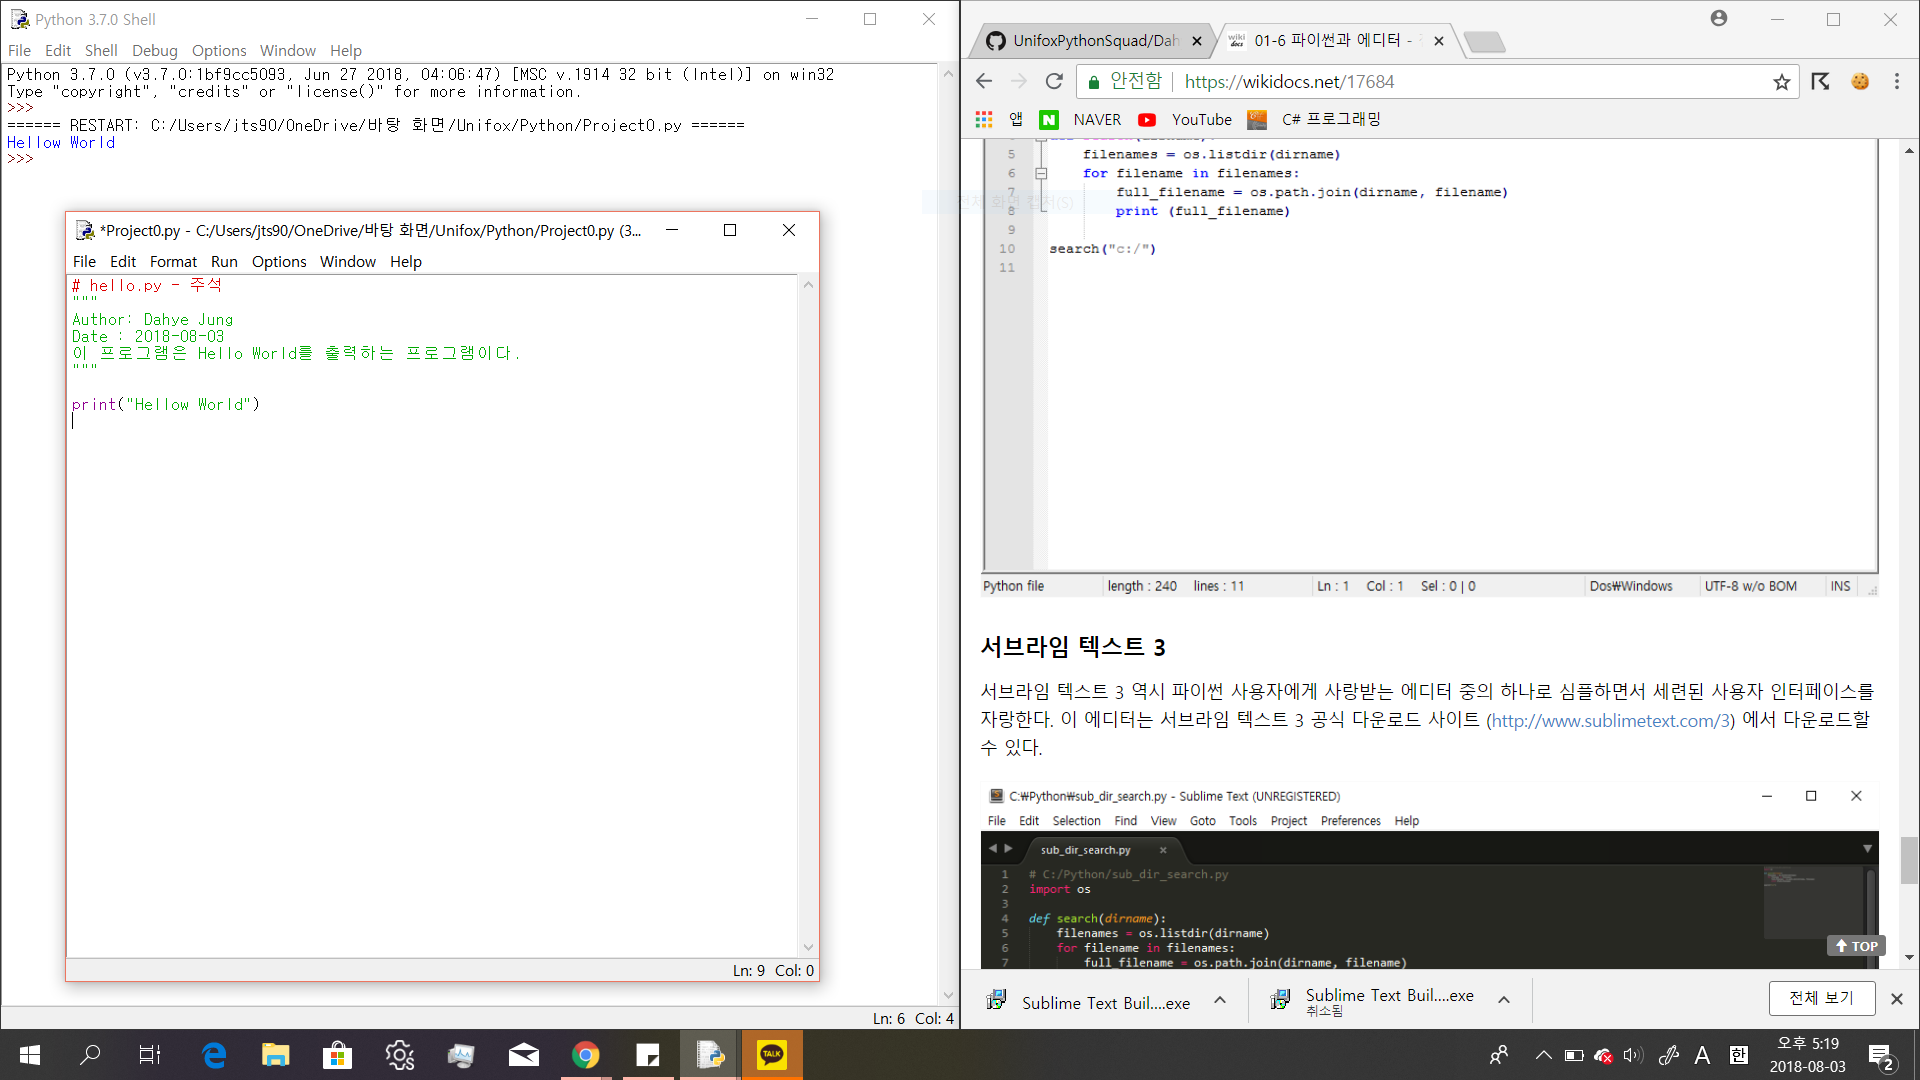 Python 3.7.0 Shell
File Edit Shell Debug Options Window Help
Python 3.7.0 (v3.7.0:1bf9cc5093, Jun 27 2018, 04:06:47) [MSC v.1914 32 bit (Intel)] on win32
Type "copyright", "credits" or "license()" for more information.
>>>
====== RESTART: C:/Users/jts90/OneDrive/바탕 화면/Unifox/Python/Project0.py ======
Hellow World
>>>
*Project0.py - C:/Users/jts90/OneDrive/바탕 화면/Unifox/Python/Project0.py (3...
File Edit Format Run Options Window Help
# hello.py - 주석
"""
Author: Dahye Jung
Date : 2018-08-03
이 프로그램은 Hello World를 출력하는 프로그램이다.
"""
print("Hellow World")
Ln: 9 Col: 0
Ln: 6 Col: 4
UnifoxPythonSquad/Dah
wiki docs
01-6 파이썬과 에디터 -
안전함 https://wikidocs.net/17684
앱 NAVER YouTube C# 프로그래밍
5 filenames = os.listdir(dirname)
6 for filename in filenames:
7 full_filename = os.path.join(dirname, filename)
전체 화면 캡처(S)
8 print (full_filename)
9
10 search("c:/")
11
Python file length : 240 lines : 11 Ln : 1 Col : 1 Sel : 0 | 0 Dos₩Windows UTF-8 w/o BOM INS
서브라임 텍스트 3
서브라임 텍스트 3 역시 파이썬 사용자에게 사랑받는 에디터 중의 하나로 심플하면서 세련된 사용자 인터페이스를
자랑한다. 이 에디터는 서브라임 텍스트 3 공식 다운로드 사이트 (http://www.sublimetext.com/3) 에서 다운로드할
수 있다.
C:₩Python₩sub_dir_search.py - Sublime Text (UNREGISTERED)
File Edit Selection Find View Goto Tools Project Preferences Help
sub_dir_search.py
1 # C:/Python/sub_dir_search.py
2 import os
3
4 def search(dirname):
5 filenames = os.listdir(dirname)
6 for filename in filenames:
7 full_filename = os.path.join(dirname, filename)
TOP
Sublime Text Buil....exe
Sublime Text Buil....exe
취소됨
전체 보기
TALK
A 한
오후 5:19
2018-08-03
2